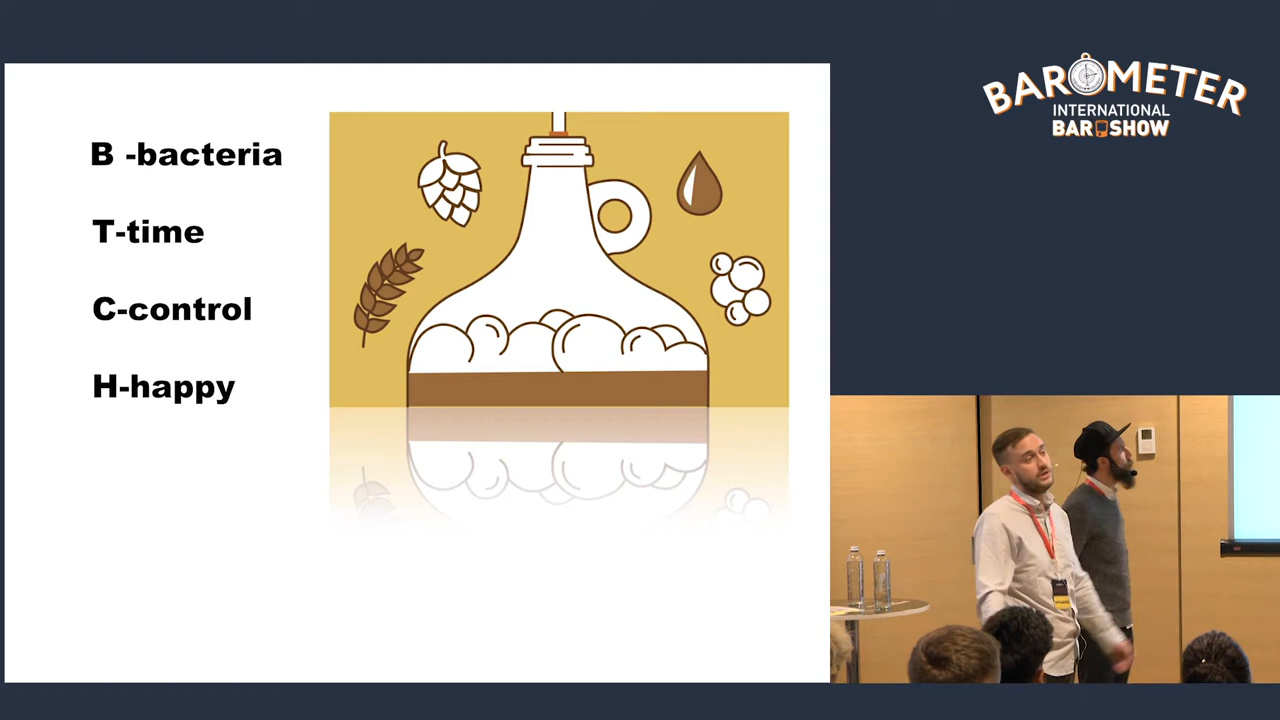 B -bacteria
T-time
C-control
H-happy
BAROMETER
INTERNATIONAL
BAR SHOW